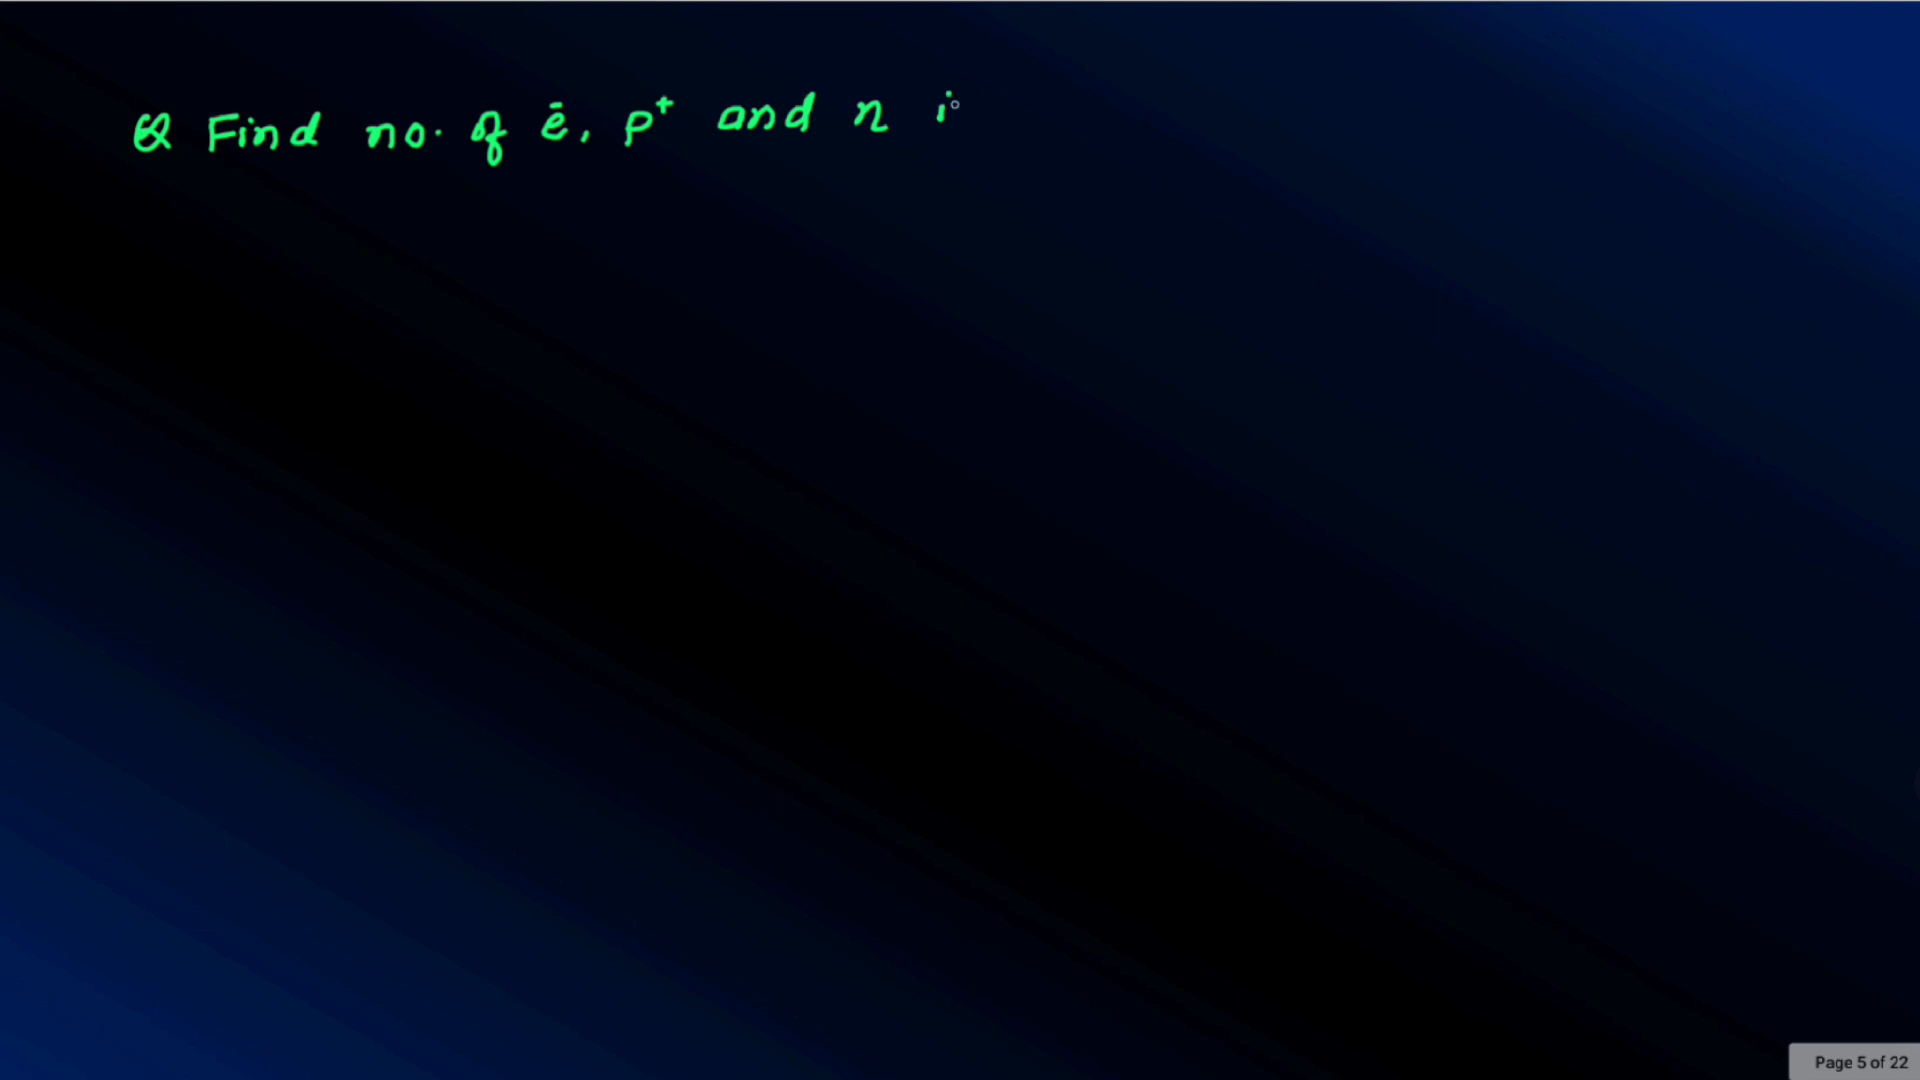 Q Find no. of ē, p⁺ and n i
Page 5 of 22